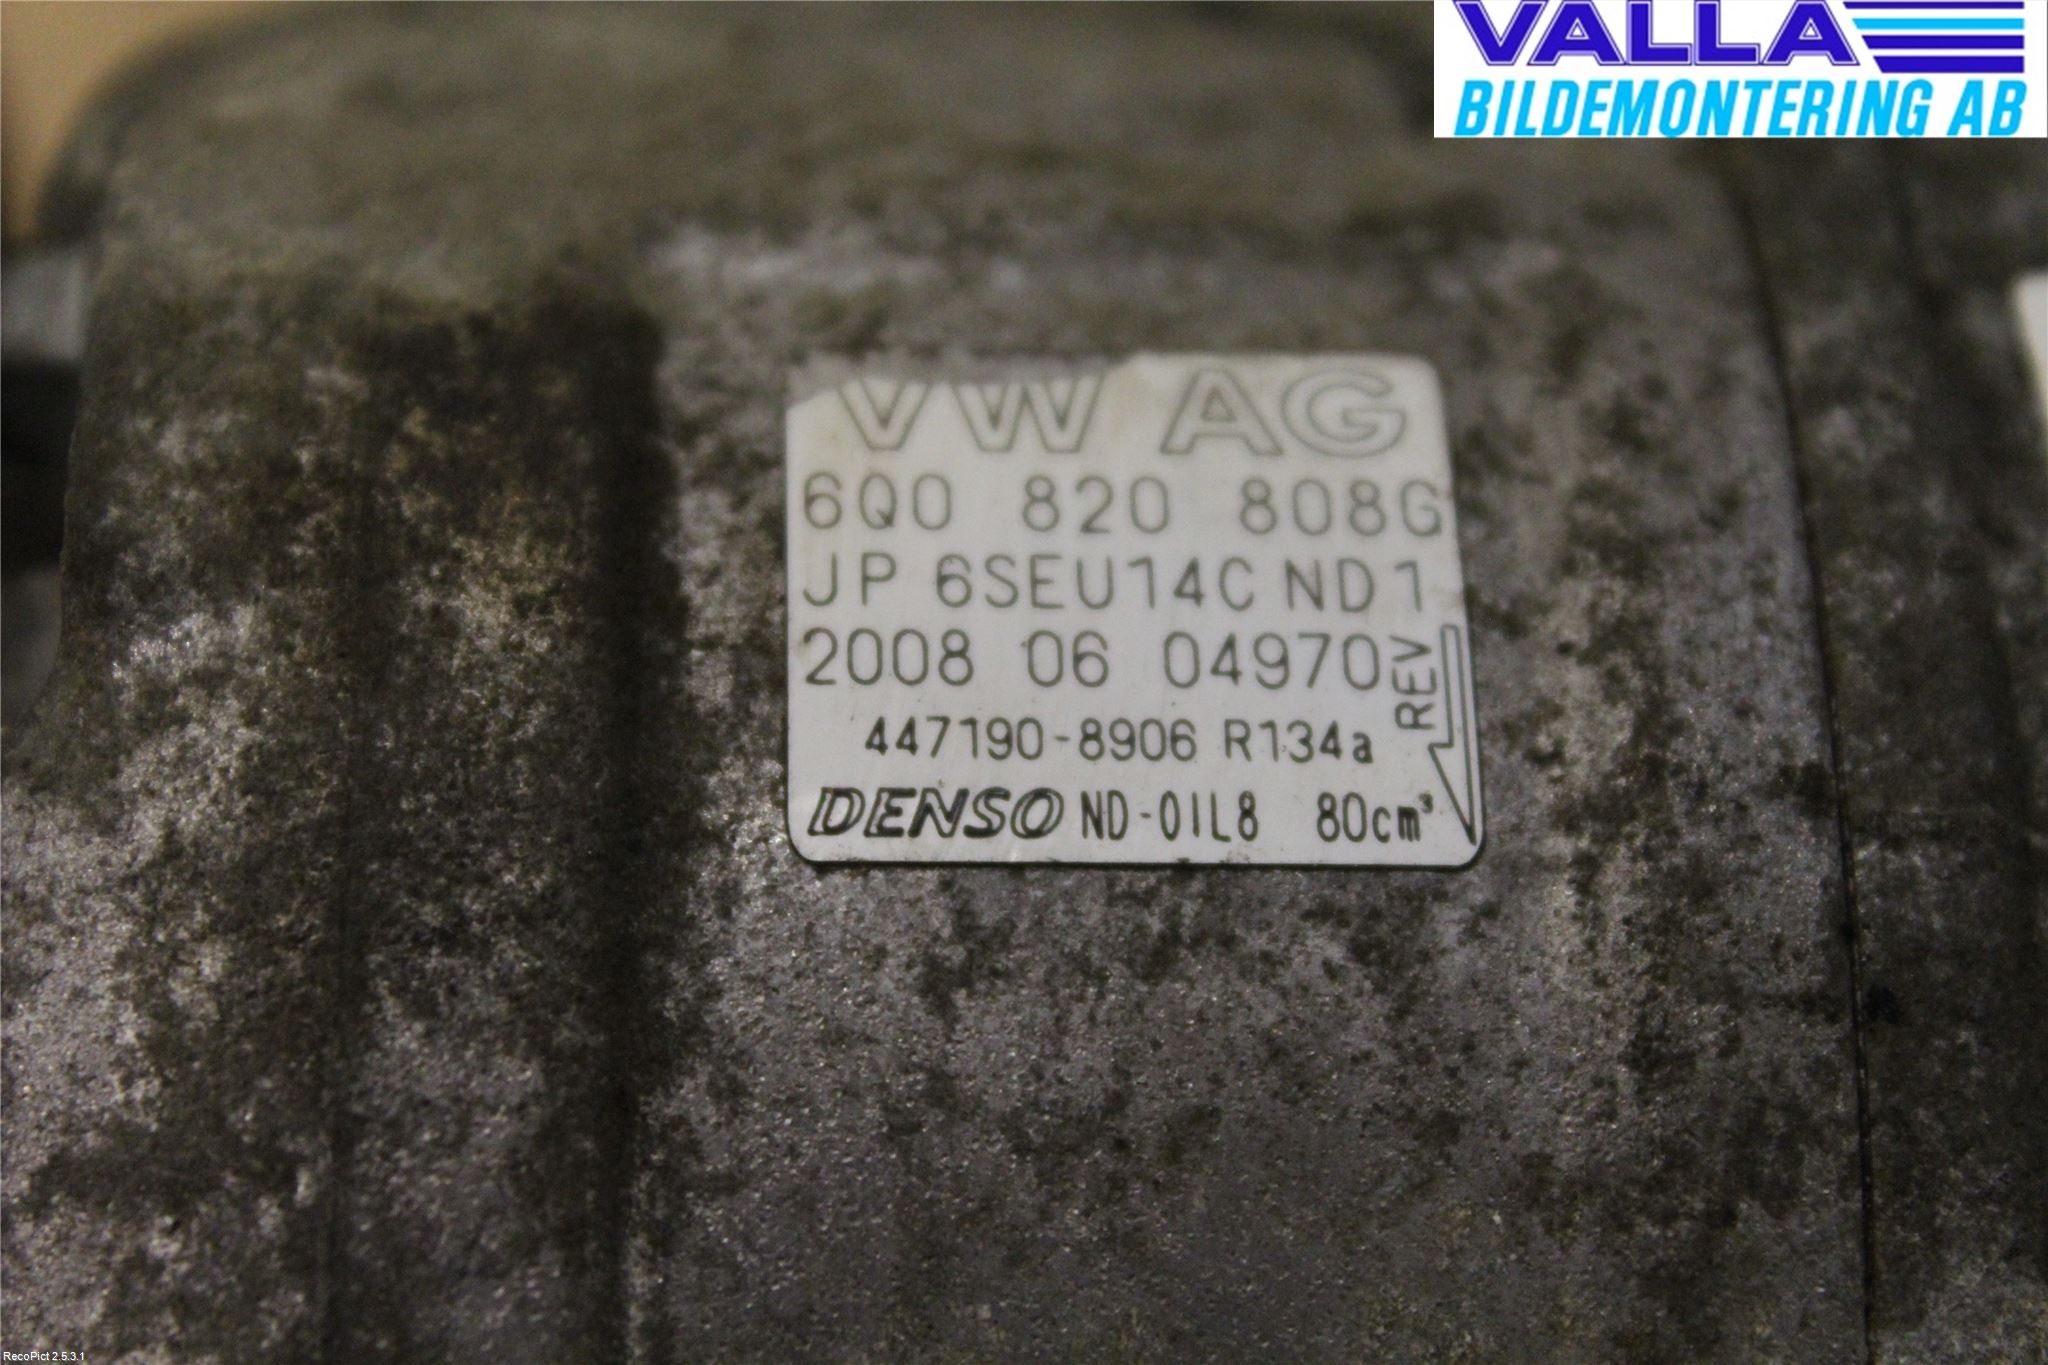 VALLA
BILDEMONTERING AB
VW AG
6Q0 820 808G
JP 6SEU14C ND1
2008 06 04970
REV
447190-8906 R134a
DENSO ND-OIL8 80cm³
RecoPict 2.5.3.1